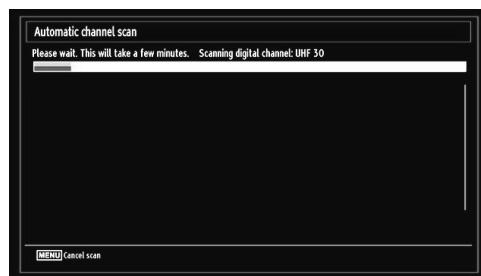 Automatic channel scan
Please wait. This will take a few minutes. Scanning digital channel: UHF 30
MENU Cancel scan